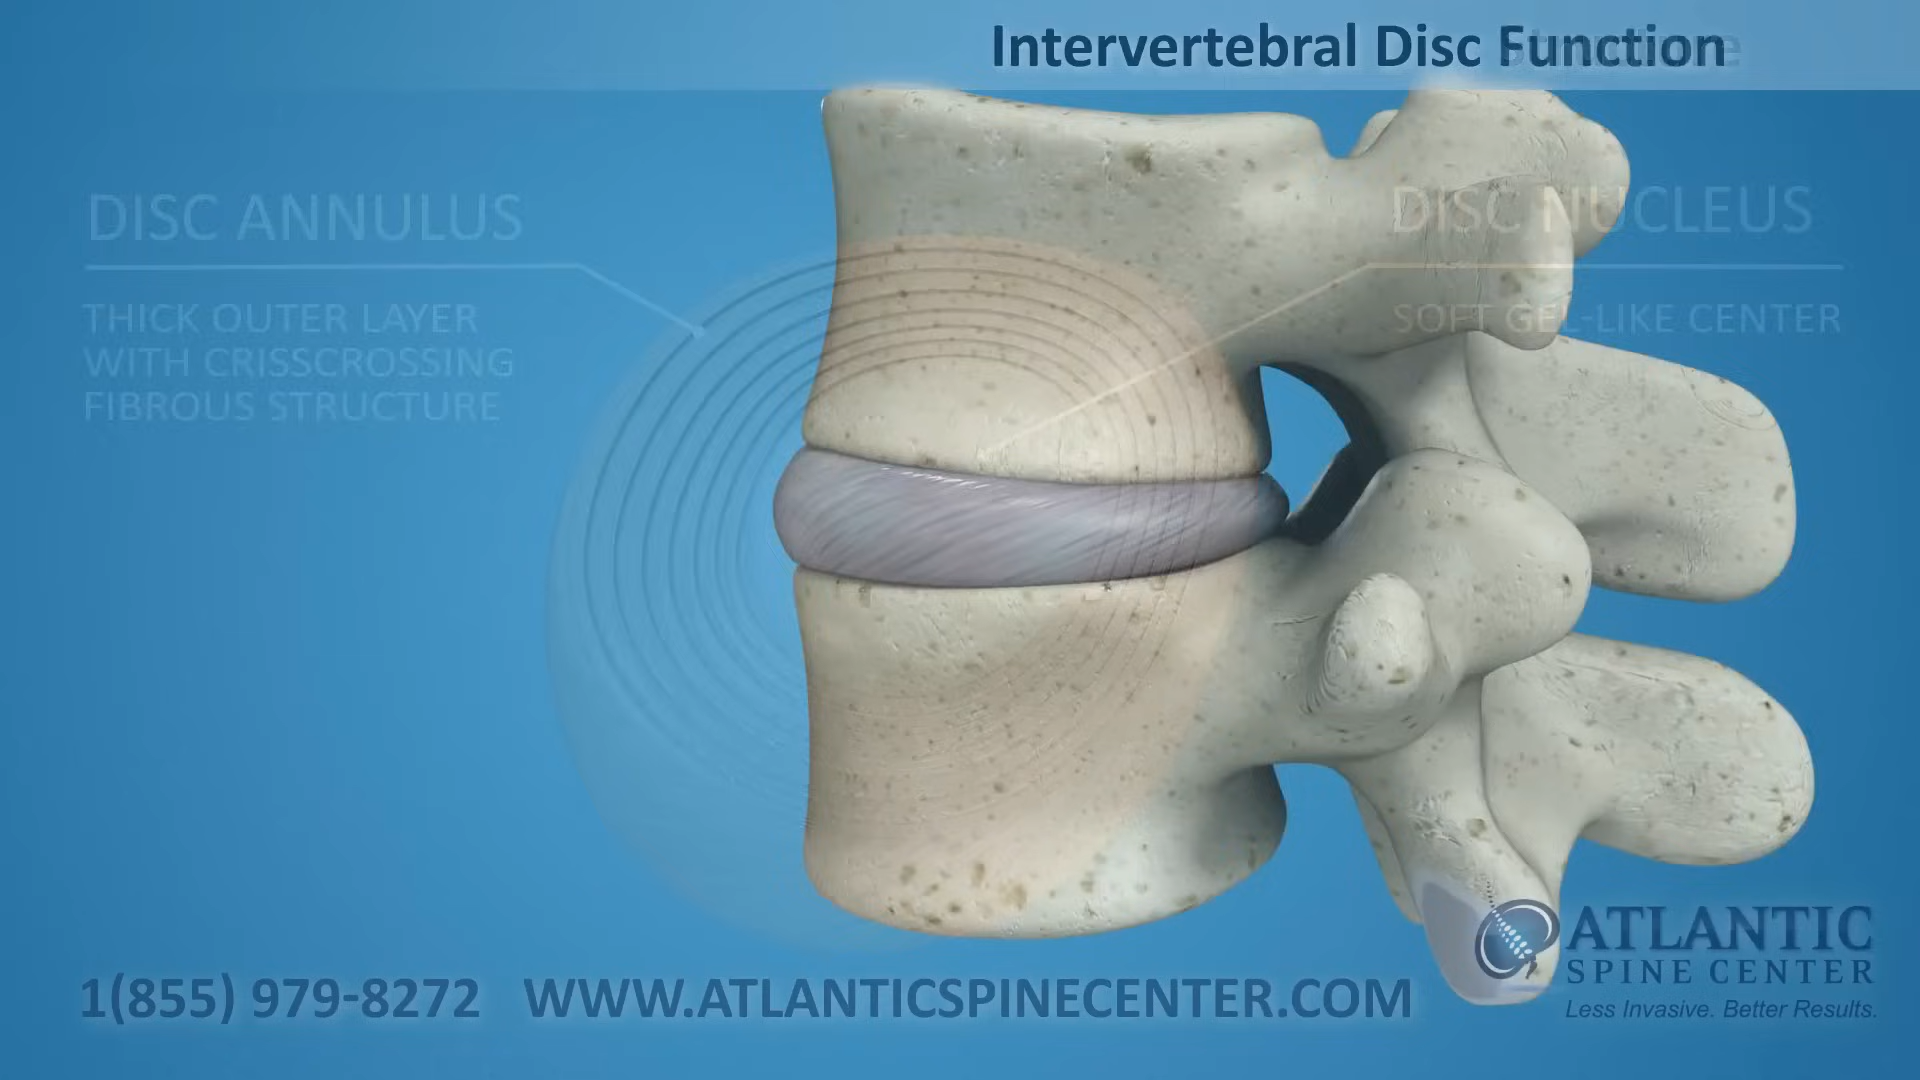 Intervertebral Disc Function
DISC ANNULUS
THICK OUTER LAYER
WITH CRISSCROSSING
FIBROUS STRUCTURE
DISC NUCLEUS
SOFT GEL-LIKE CENTER
1(855) 979-8272 WWW.ATLANTICSPINECENTER.COM
ATLANTIC
SPINE CENTER
Less Invasive. Better Results.